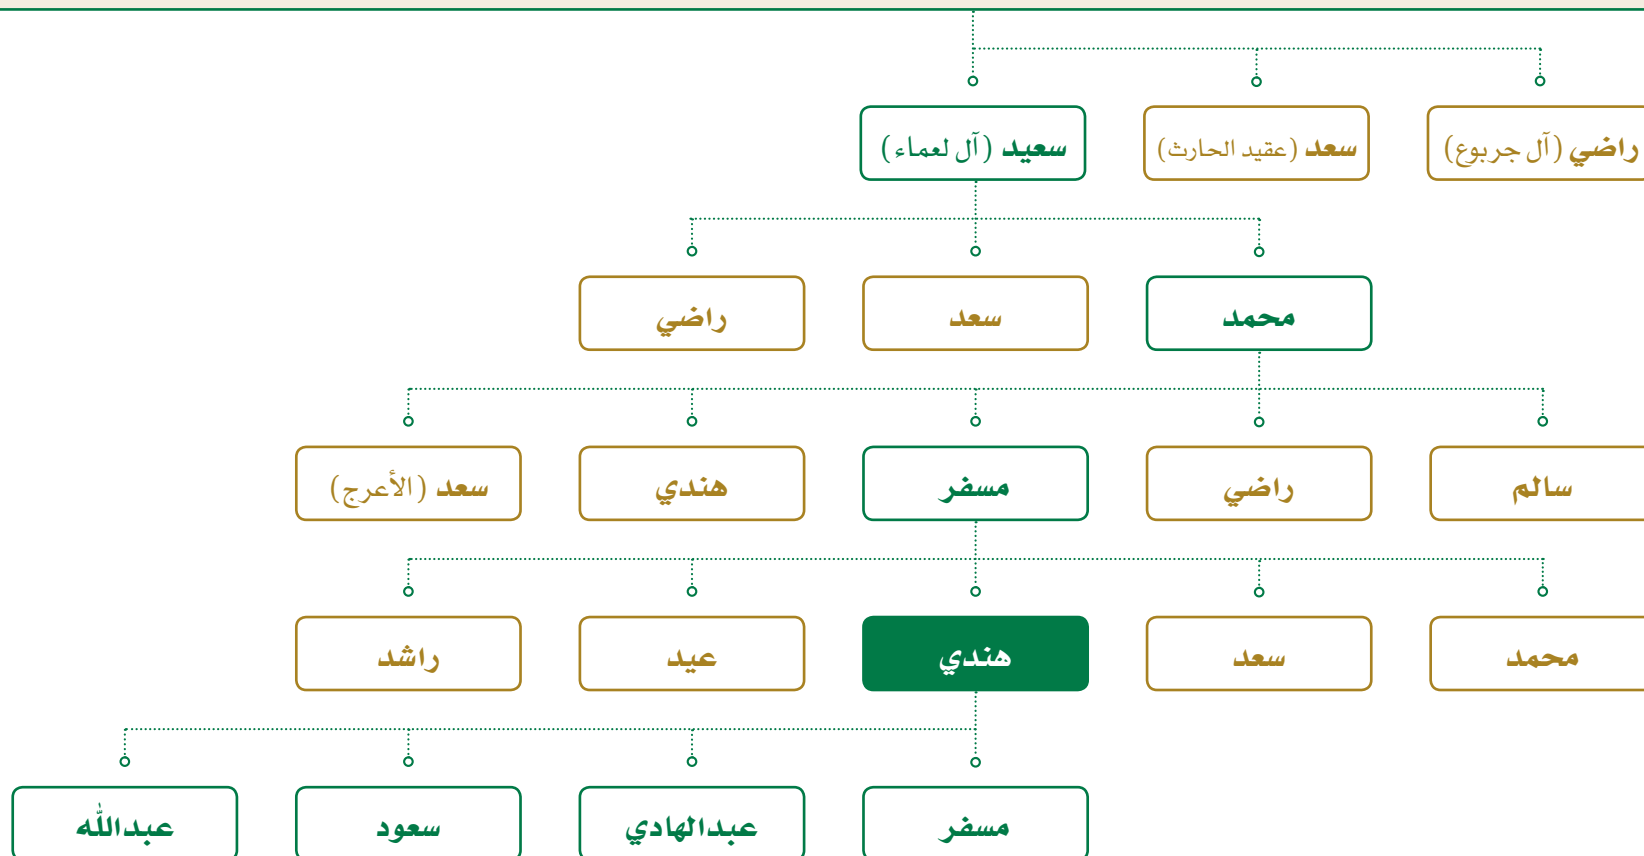 راضي (آل جربوع)
سعد (عقيد الحارث)
سعيد (آل لعماء)
محمد
سعد
راضي
سالم
راضي
مسفر
هندي
سعد (الأعرج)
محمد
سعد
هندي
عيد
راشد
مسفر
عبدالهادي
سعود
عبدالله